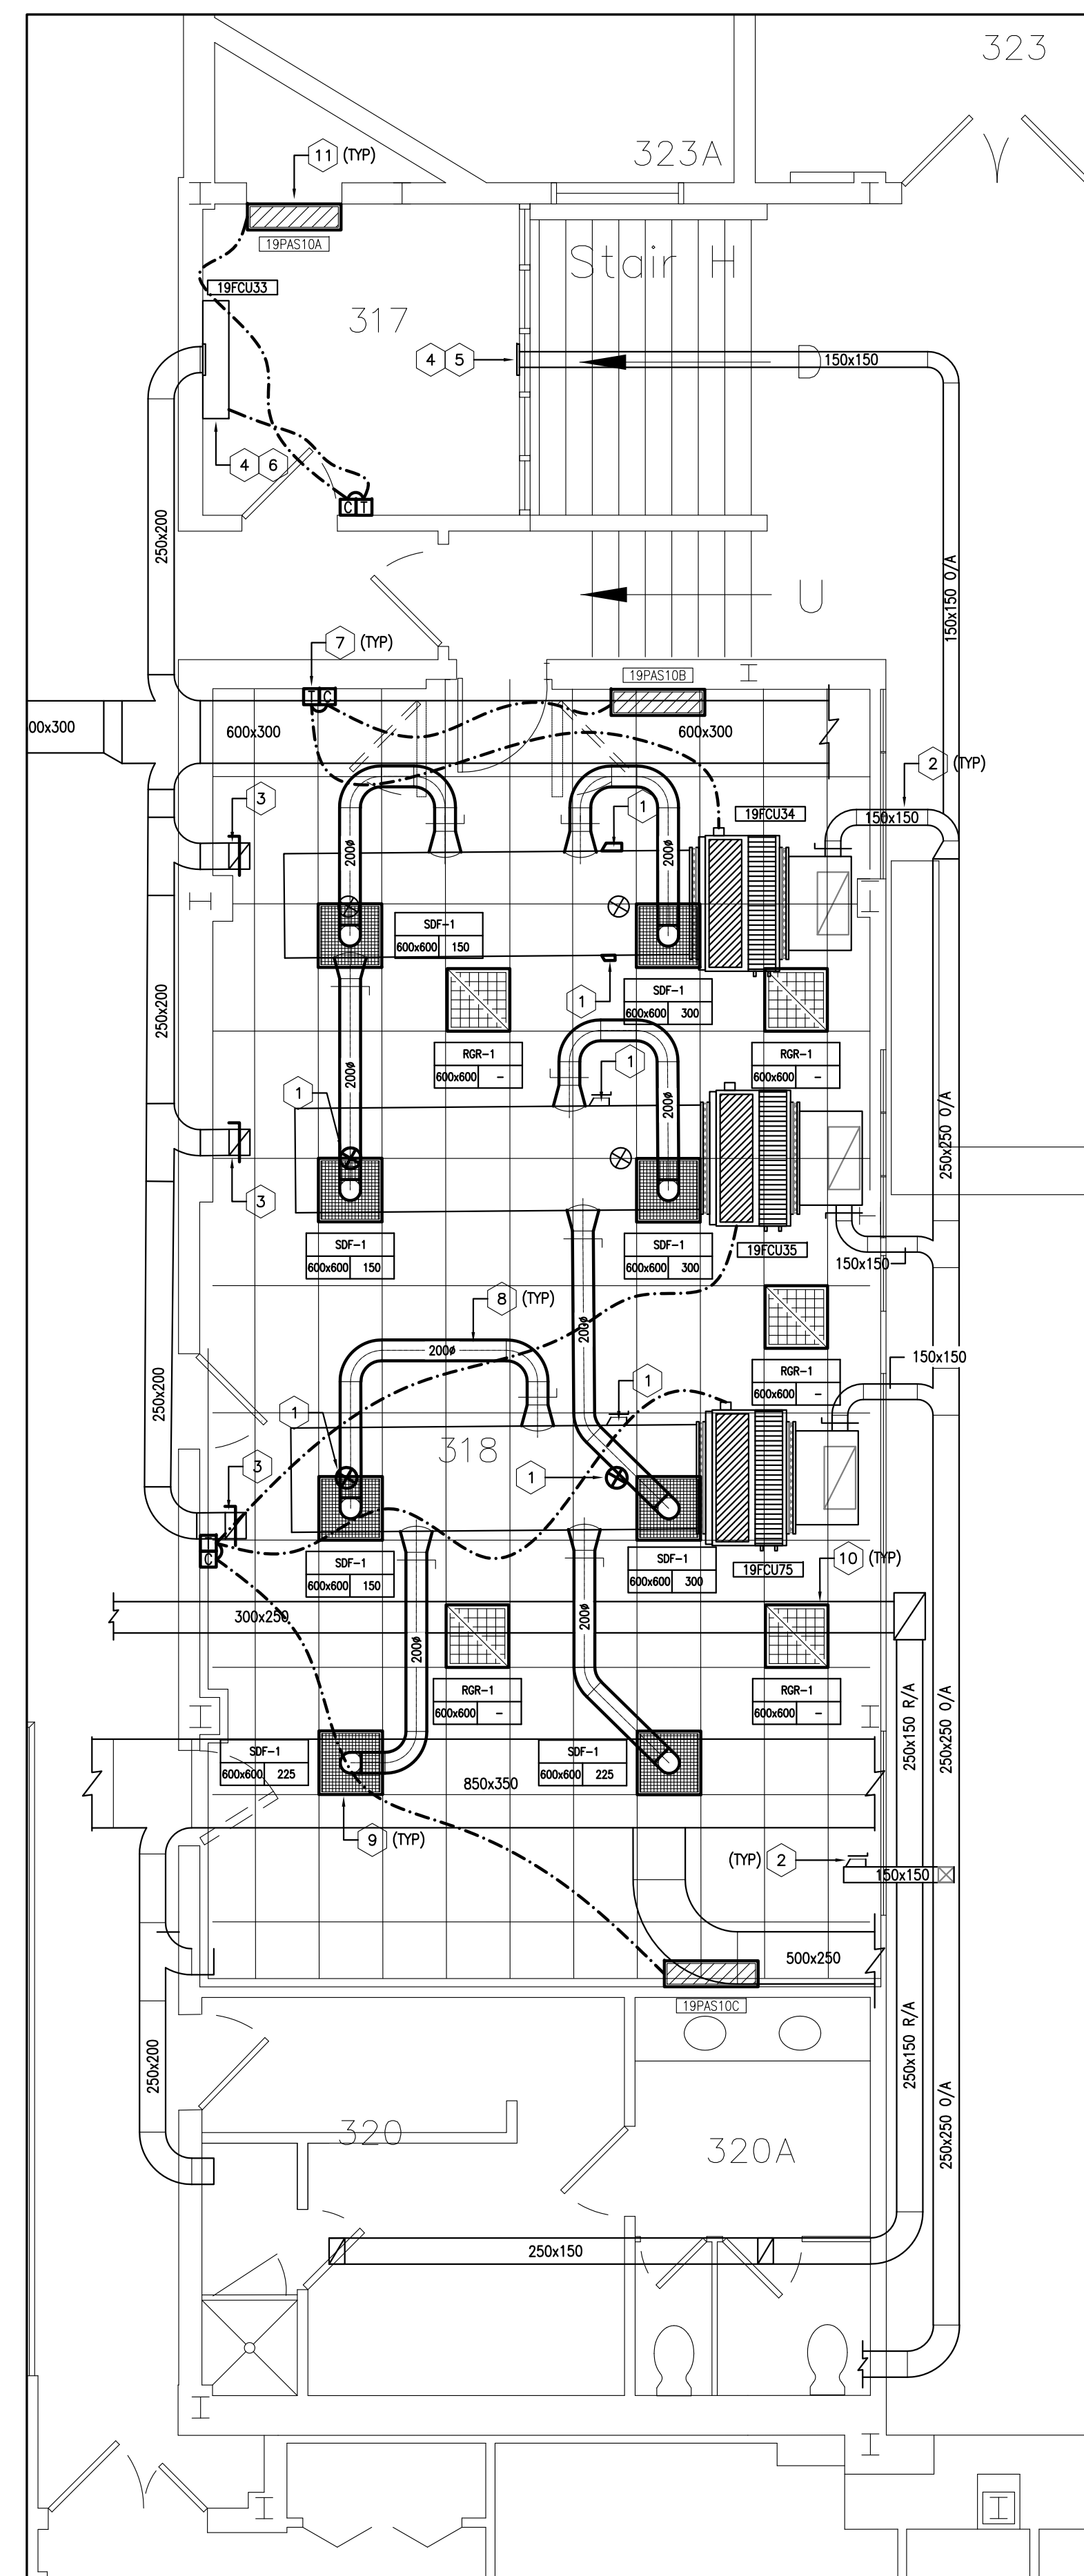 323
323A
11 (TYP)
19PAS10A
Stair H
19FCU33
317
4 5
D
150x150
4 6
C T
250x200
150x150 O/A
U
7 (TYP)
19PAS10B
T C
00x300
600x300
600x300
2 (TYP)
3
1
19FCU34
150x150
200ø
200ø
SDF-1
600x600 150
1
SDF-1
600x600 300
250x200
RGR-1
600x600 -
RGR-1
600x600 -
1
1
200ø
200ø
250x250 O/A
3
SDF-1
600x600 150
SDF-1
600x600 300
19FCU35
150x150
8 (TYP)
200ø
200ø
150x150
RGR-1
600x600 -
250x200
1
1
318
1
3
T
C
SDF-1
600x600 150
SDF-1
600x600 300
19FCU75
10 (TYP)
300x250
200ø
200ø
RGR-1
600x600 -
RGR-1
600x600 -
250x150 R/A
250x250 O/A
SDF-1
600x600 225
SDF-1
600x600 225
850x350
9 (TYP)
(TYP) 2
150x150
500x250
19PAS10C
250x200
250x150 R/A
250x250 O/A
320
320A
250x150